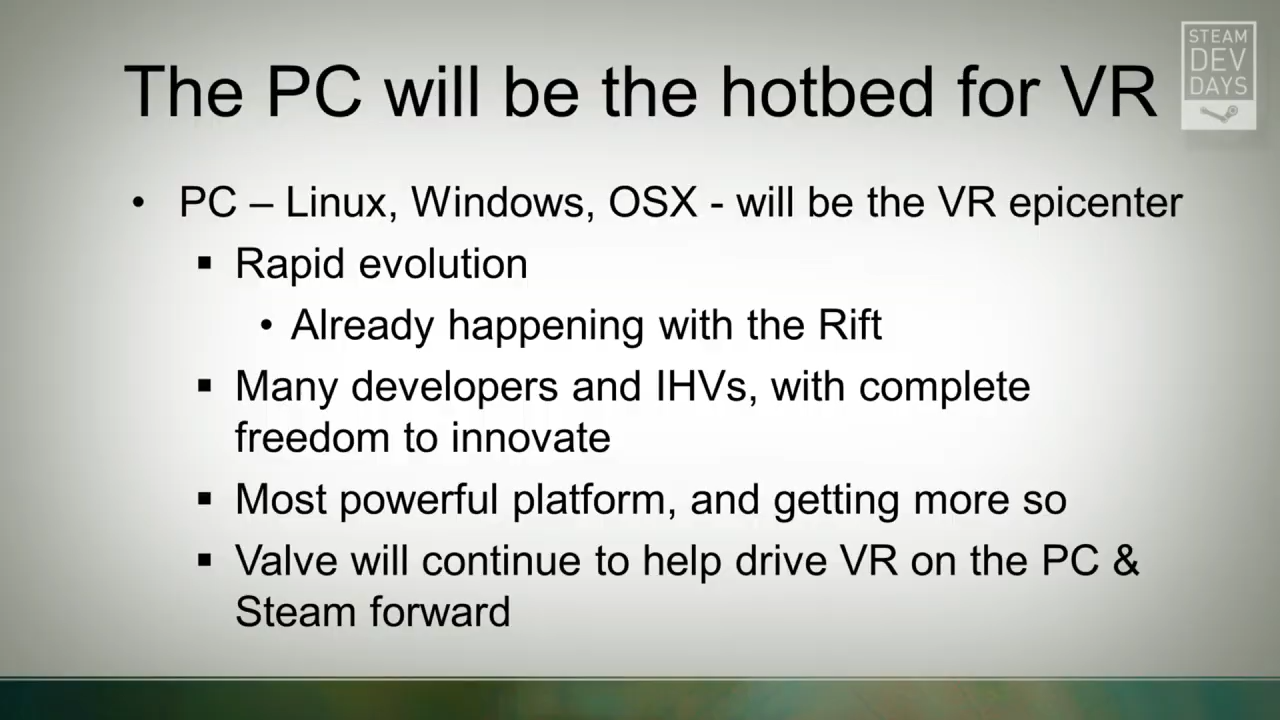 The PC will be the hotbed for VR
STEAM
DEV
DAYS
• PC – Linux, Windows, OSX - will be the VR epicenter
▪ Rapid evolution
• Already happening with the Rift
▪ Many developers and IHVs, with complete
freedom to innovate
▪ Most powerful platform, and getting more so
▪ Valve will continue to help drive VR on the PC &
Steam forward